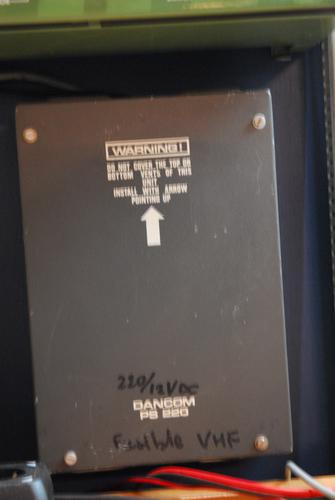 WARNING!
DO NOT COVER THE TOP OR
BOTTOM VENTS OF THIS
UNIT
INSTALL WITH ARROW
POINTING UP
220/12VDC
DANCOM
PS 220
Fusible VHF